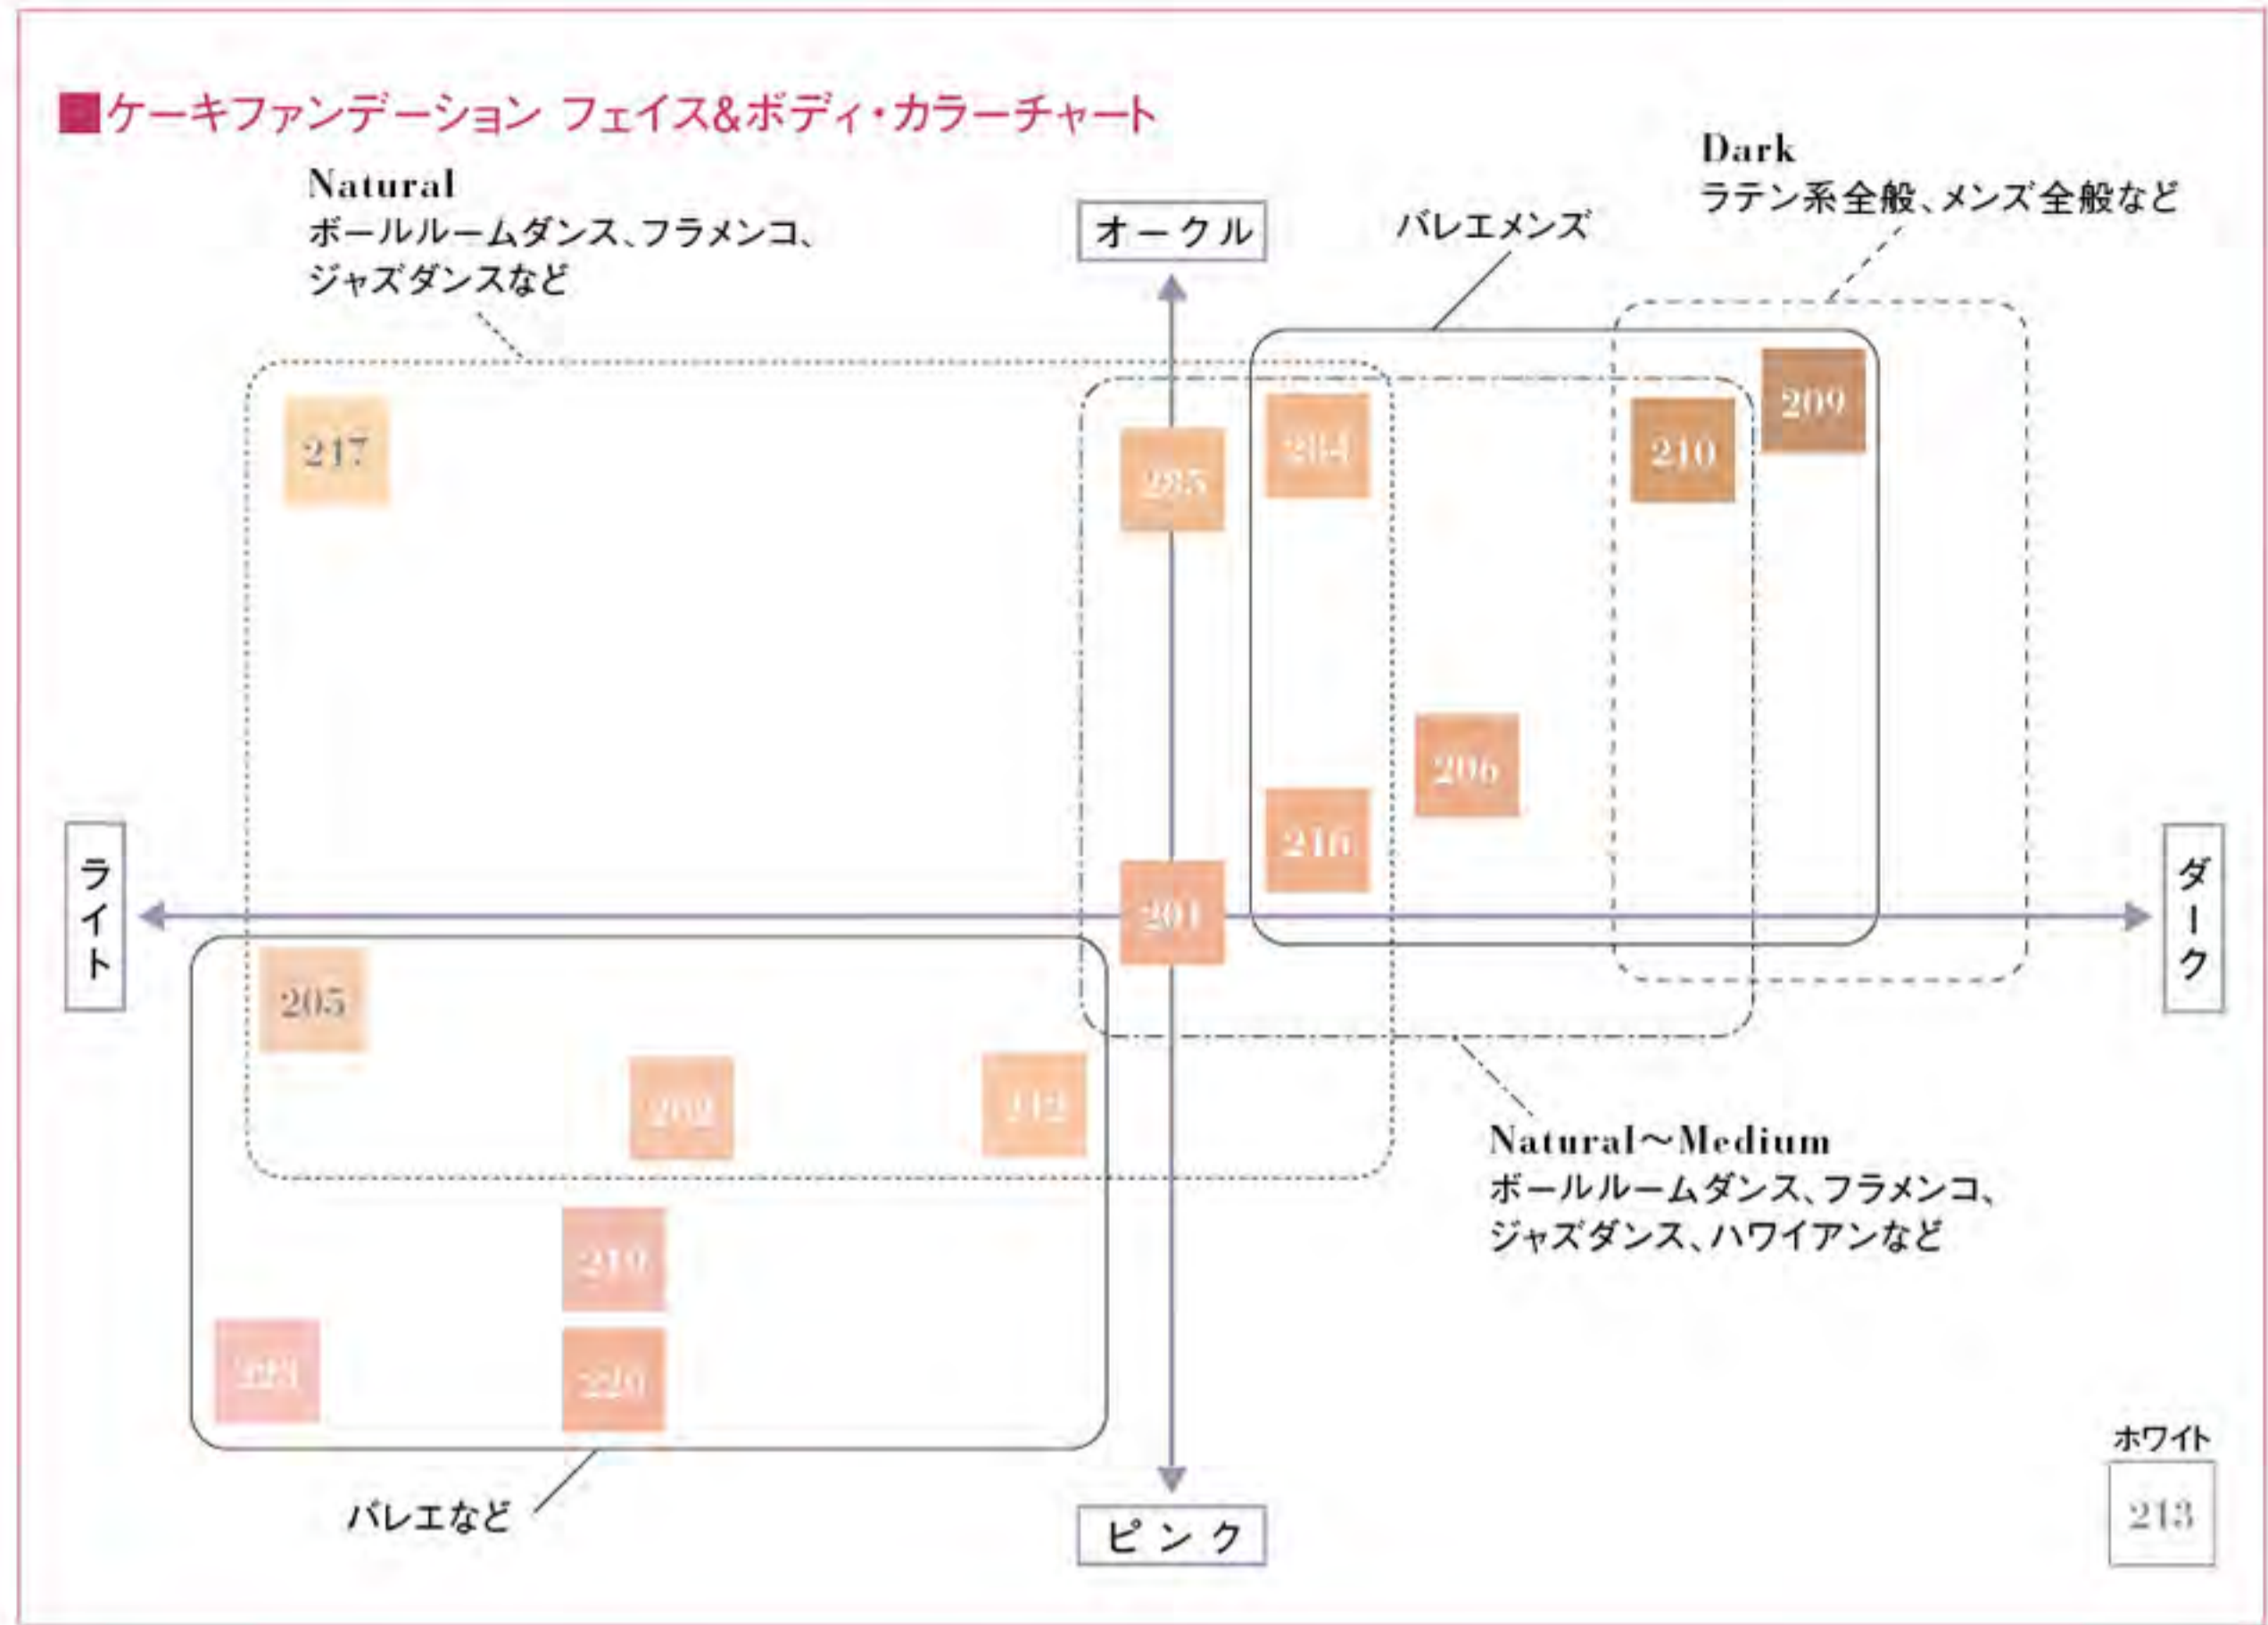 ■ケーキファンデーション フェイス&ボディ・カラーチャート
Natural
ボールルームダンス、フラメンコ、
ジャズダンスなど
オークル
バレエメンズ
Dark
ラテン系全般、メンズ全般など
217
285
284
210
209
206
216
201
ライト
ダーク
205
202
212
Natural〜Medium
ボールルームダンス、フラメンコ、
ジャズダンス、ハワイアンなど
219
223
220
バレエなど
ピンク
ホワイト
213